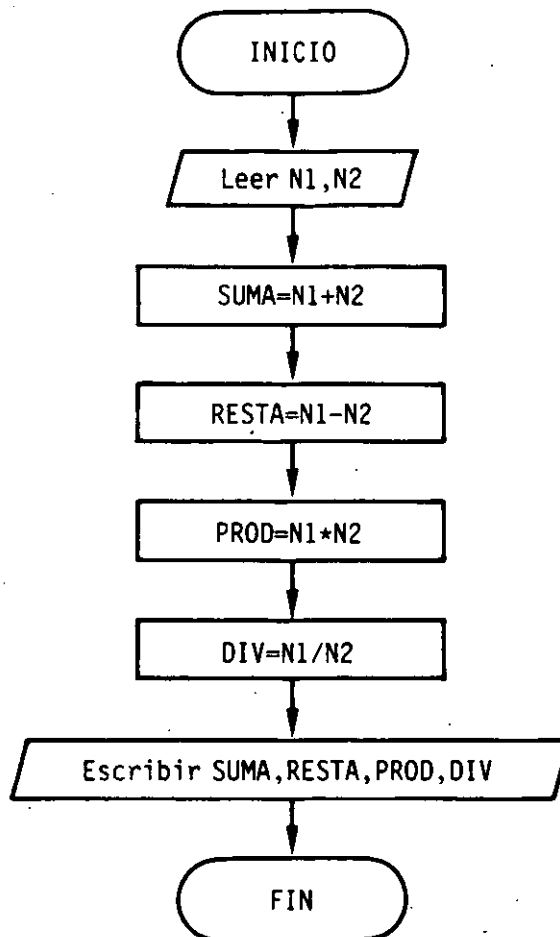 INICIO
Leer N1,N2
SUMA=N1+N2
RESTA=N1-N2
PROD=N1*N2
DIV=N1/N2
Escribir SUMA,RESTA,PROD,DIV
FIN